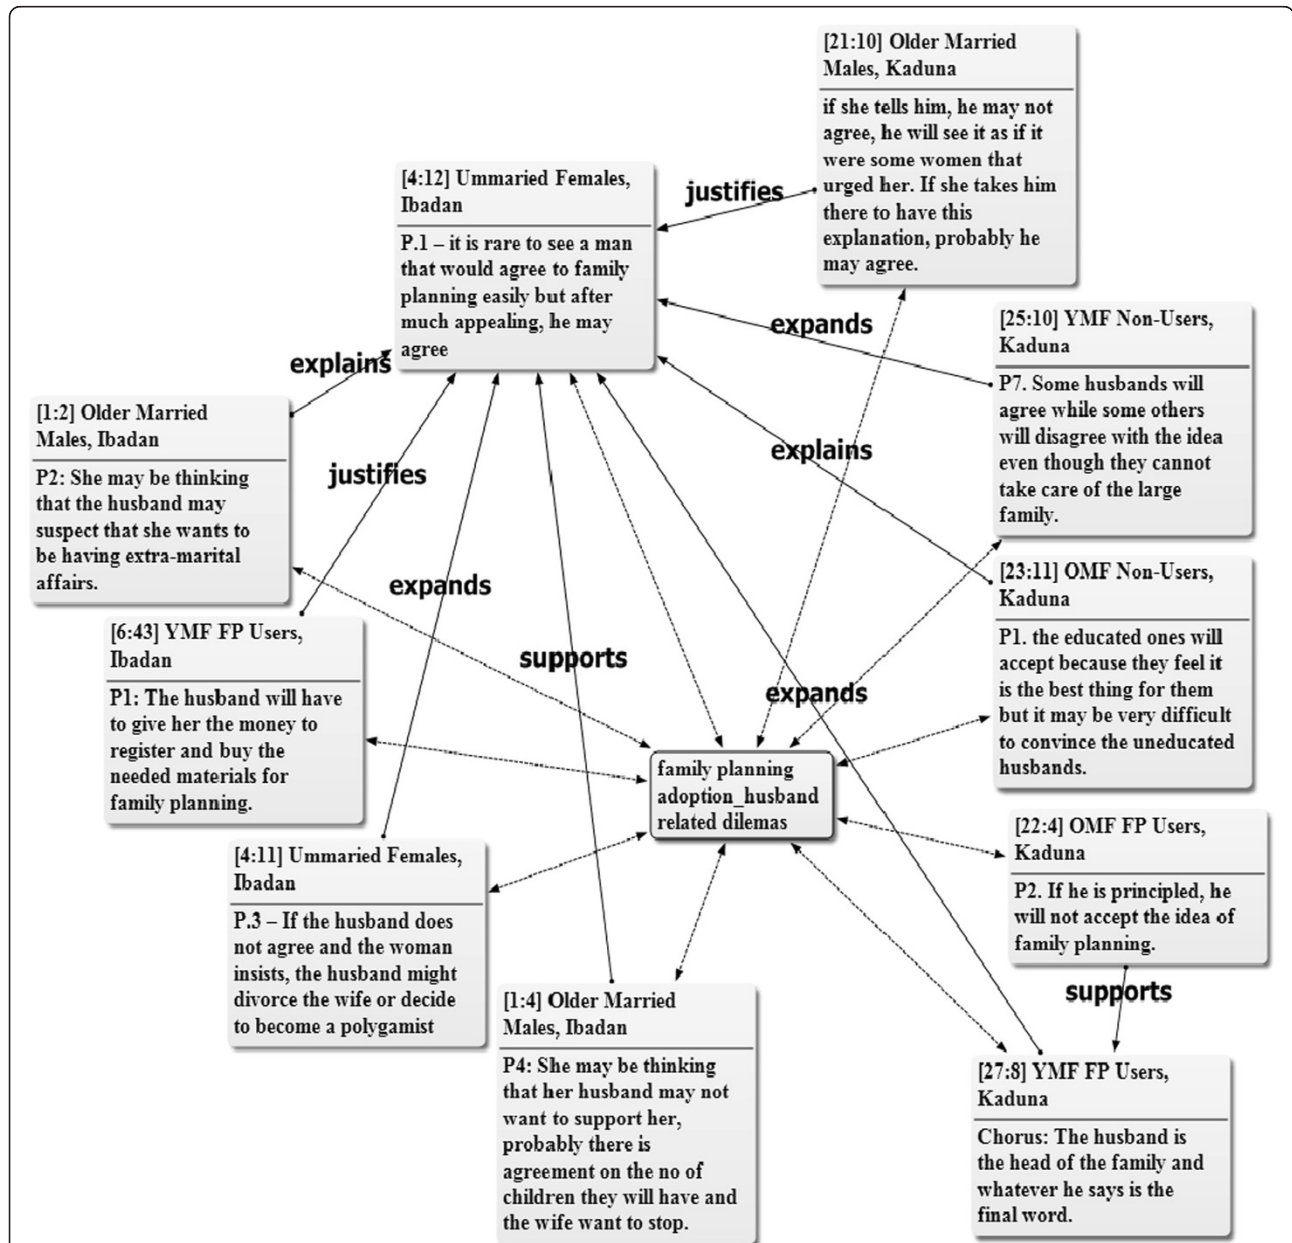 [21:10] Older Married
Males, Kaduna
if she tells him, he may not
agree, he will see it as if it
were some women that
urged her. If she takes him
there to have this
explanation, probably he
may agree.
[4:12] Ummaried Females,
Ibadan
P.1 – it is rare to see a man
that would agree to family
planning easily but after
much appealing, he may
agree
justifies
expands
explains
[25:10] YMF Non-Users,
Kaduna
P7. Some husbands will
agree while some others
will disagree with the idea
even though they cannot
take care of the large
family.
explains
[1:2] Older Married
Males, Ibadan
P2: She may be thinking
that the husband may
suspect that she wants to
be having extra-marital
affairs.
justifies
expands
supports
expands
[23:11] OMF Non-Users,
Kaduna
P1. the educated ones will
accept because they feel it
is the best thing for them
but it may be very difficult
to convince the uneducated
husbands.
[6:43] YMF FP Users,
Ibadan
P1: The husband will have
to give her the money to
register and buy the
needed materials for
family planning.
family planning
adoption_husband
related dilemas
[22:4] OMF FP Users,
Kaduna
P2. If he is principled, he
will not accept the idea of
family planning.
supports
[4:11] Ummaried Females,
Ibadan
P.3 – If the husband does
not agree and the woman
insists, the husband might
divorce the wife or decide
to become a polygamist
[1:4] Older Married
Males, Ibadan
P4: She may be thinking
that her husband may not
want to support her,
probably there is
agreement on the no of
children they will have and
the wife want to stop.
[27:8] YMF FP Users,
Kaduna
Chorus: The husband is
the head of the family and
whatever he says is the
final word.